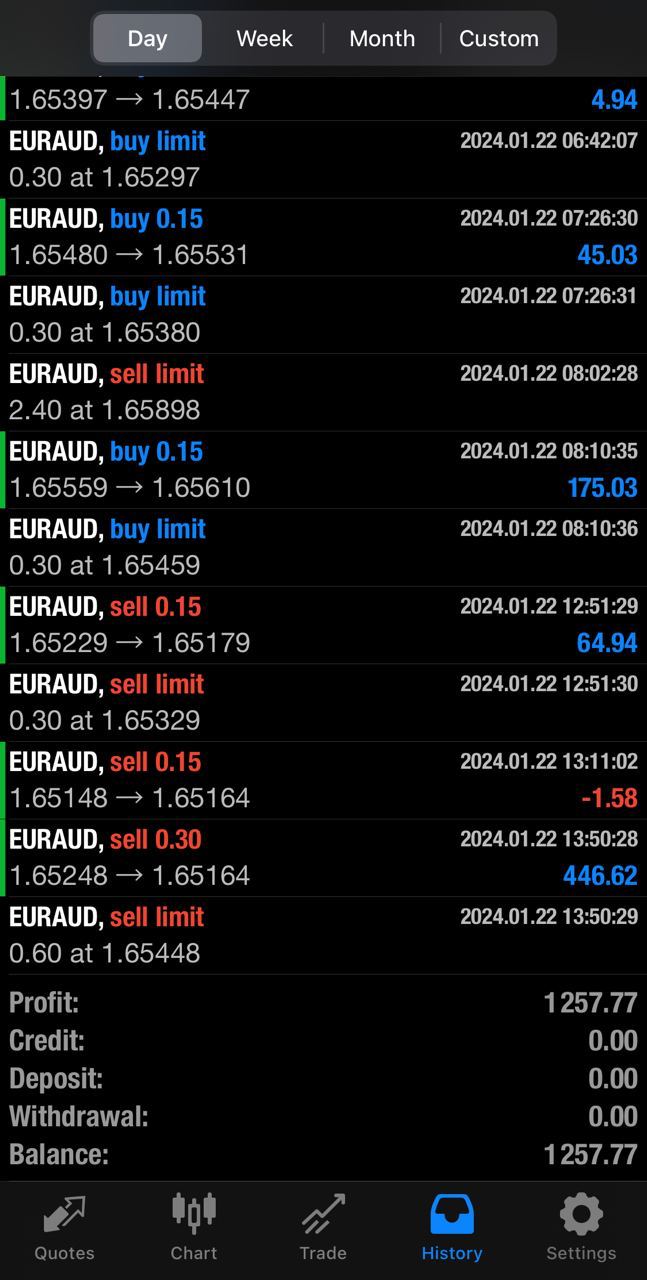 Day Week Month Custom
1.65397 → 1.65447 4.94
EURAUD, buy limit 2024.01.22 06:42:07
0.30 at 1.65297
EURAUD, buy 0.15 2024.01.22 07:26:30
1.65480 → 1.65531 45.03
EURAUD, buy limit 2024.01.22 07:26:31
0.30 at 1.65380
EURAUD, sell limit 2024.01.22 08:02:28
2.40 at 1.65898
EURAUD, buy 0.15 2024.01.22 08:10:35
1.65559 → 1.65610 175.03
EURAUD, buy limit 2024.01.22 08:10:36
0.30 at 1.65459
EURAUD, sell 0.15 2024.01.22 12:51:29
1.65229 → 1.65179 64.94
EURAUD, sell limit 2024.01.22 12:51:30
0.30 at 1.65329
EURAUD, sell 0.15 2024.01.22 13:11:02
1.65148 → 1.65164 -1.58
EURAUD, sell 0.30 2024.01.22 13:50:28
1.65248 → 1.65164 446.62
EURAUD, sell limit 2024.01.22 13:50:29
0.60 at 1.65448
Profit: 1 257.77
Credit: 0.00
Deposit: 0.00
Withdrawal: 0.00
Balance: 1 257.77
Quotes Chart Trade History Settings